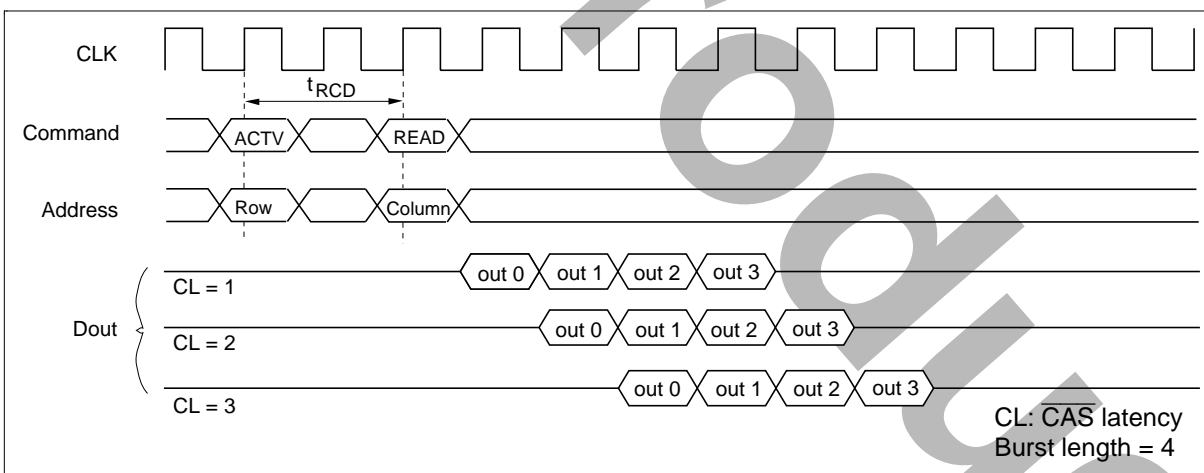 CLK
tRCD
Command
ACTV
READ
Address
Row
Column
Dout
CL = 1
out 0 out 1 out 2 out 3
CL = 2
out 0 out 1 out 2 out 3
CL = 3
out 0 out 1 out 2 out 3
CL: C̅A̅S̅ latency
Burst length = 4